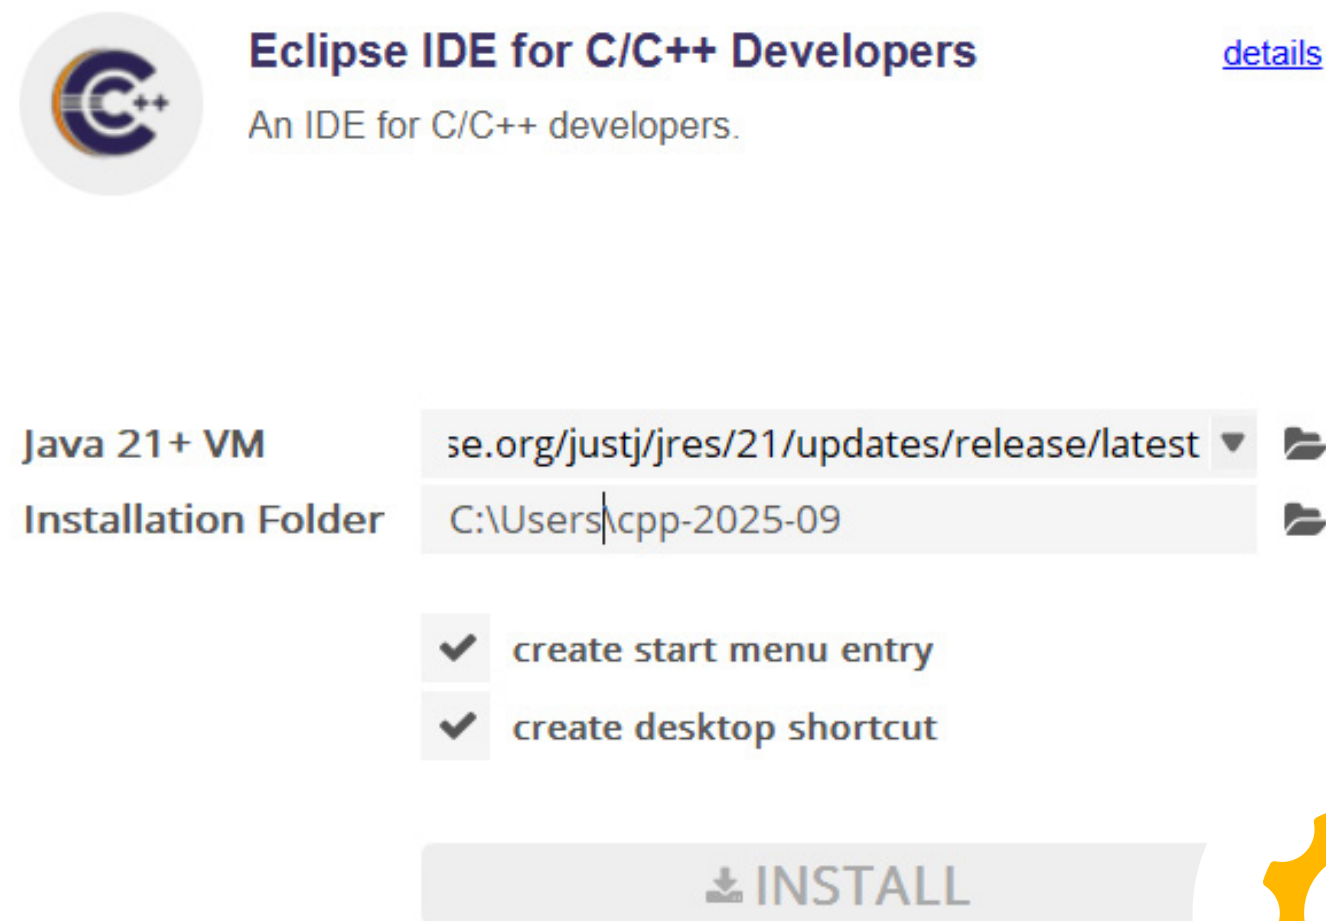 C++
Eclipse IDE for C/C++ Developers
details
An IDE for C/C++ developers.
Java 21+ VM
se.org/justj/jres/21/updates/release/latest
Installation Folder
C:\Users\cpp-2025-09
create start menu entry
create desktop shortcut
INSTALL